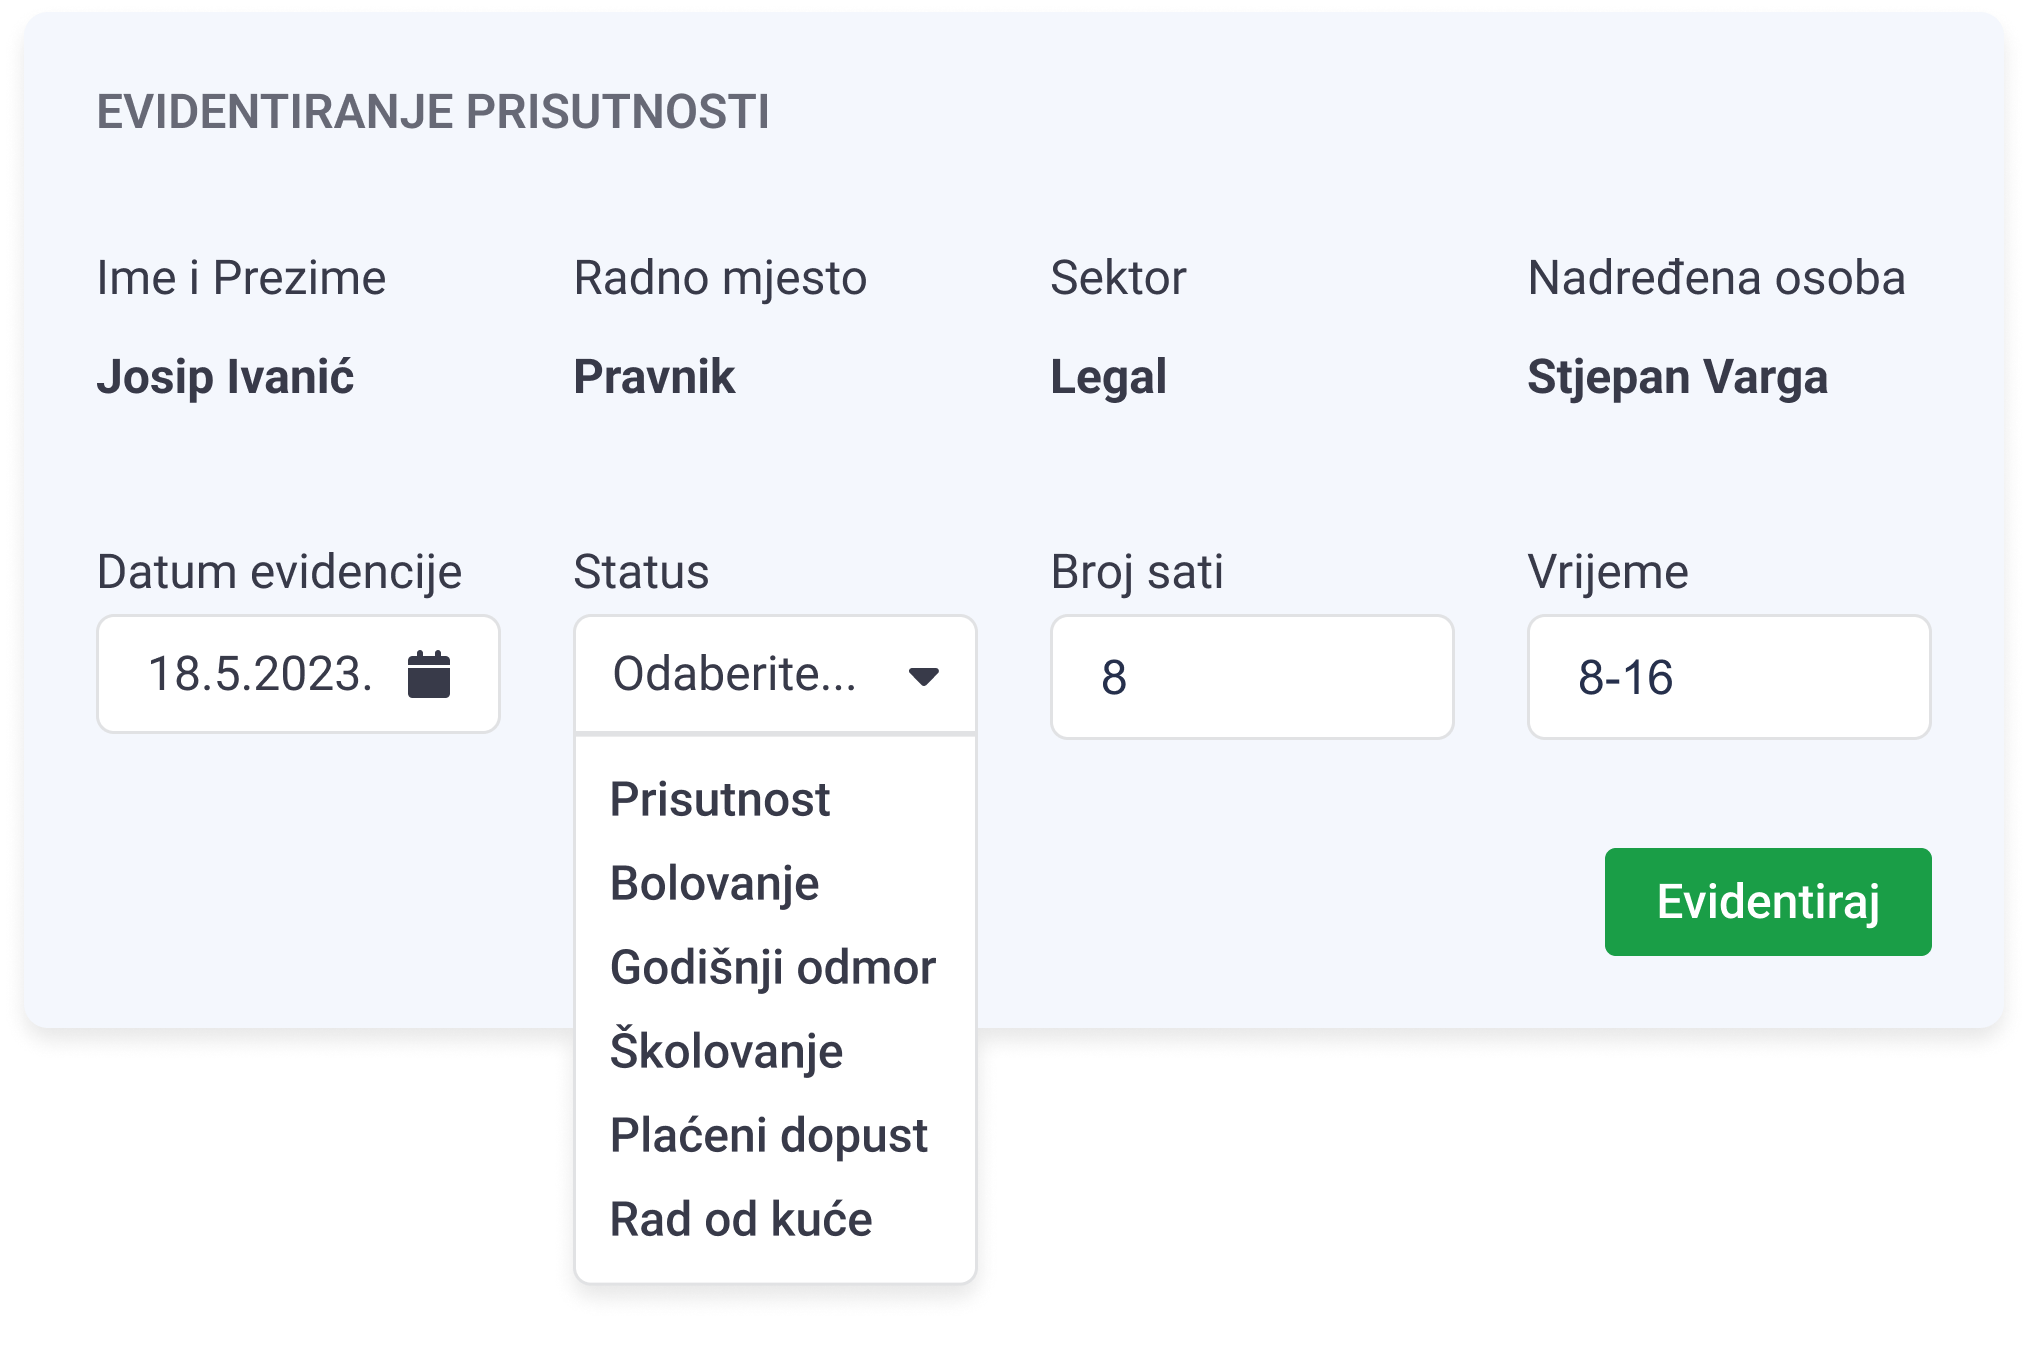 EVIDENTIRANJE PRISUTNOSTI
Ime i Prezime
Josip Ivanić
Radno mjesto
Pravnik
Sektor
Legal
Nadređena osoba
Stjepan Varga
Datum evidencije
18.5.2023.
Status
Odaberite...
Prisutnost
Bolovanje
Godišnji odmor
Školovanje
Plaćeni dopust
Rad od kuće
Broj sati
8
Vrijeme
8-16
Evidentiraj